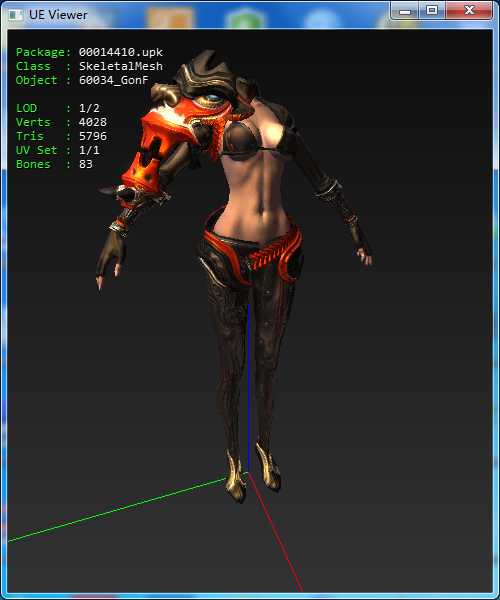 UE Viewer
Package: 00014410.upk
Class : SkeletalMesh
Object : 60034_GonF
LOD : 1/2
Verts : 4028
Tris : 5796
UV Set : 1/1
Bones : 83